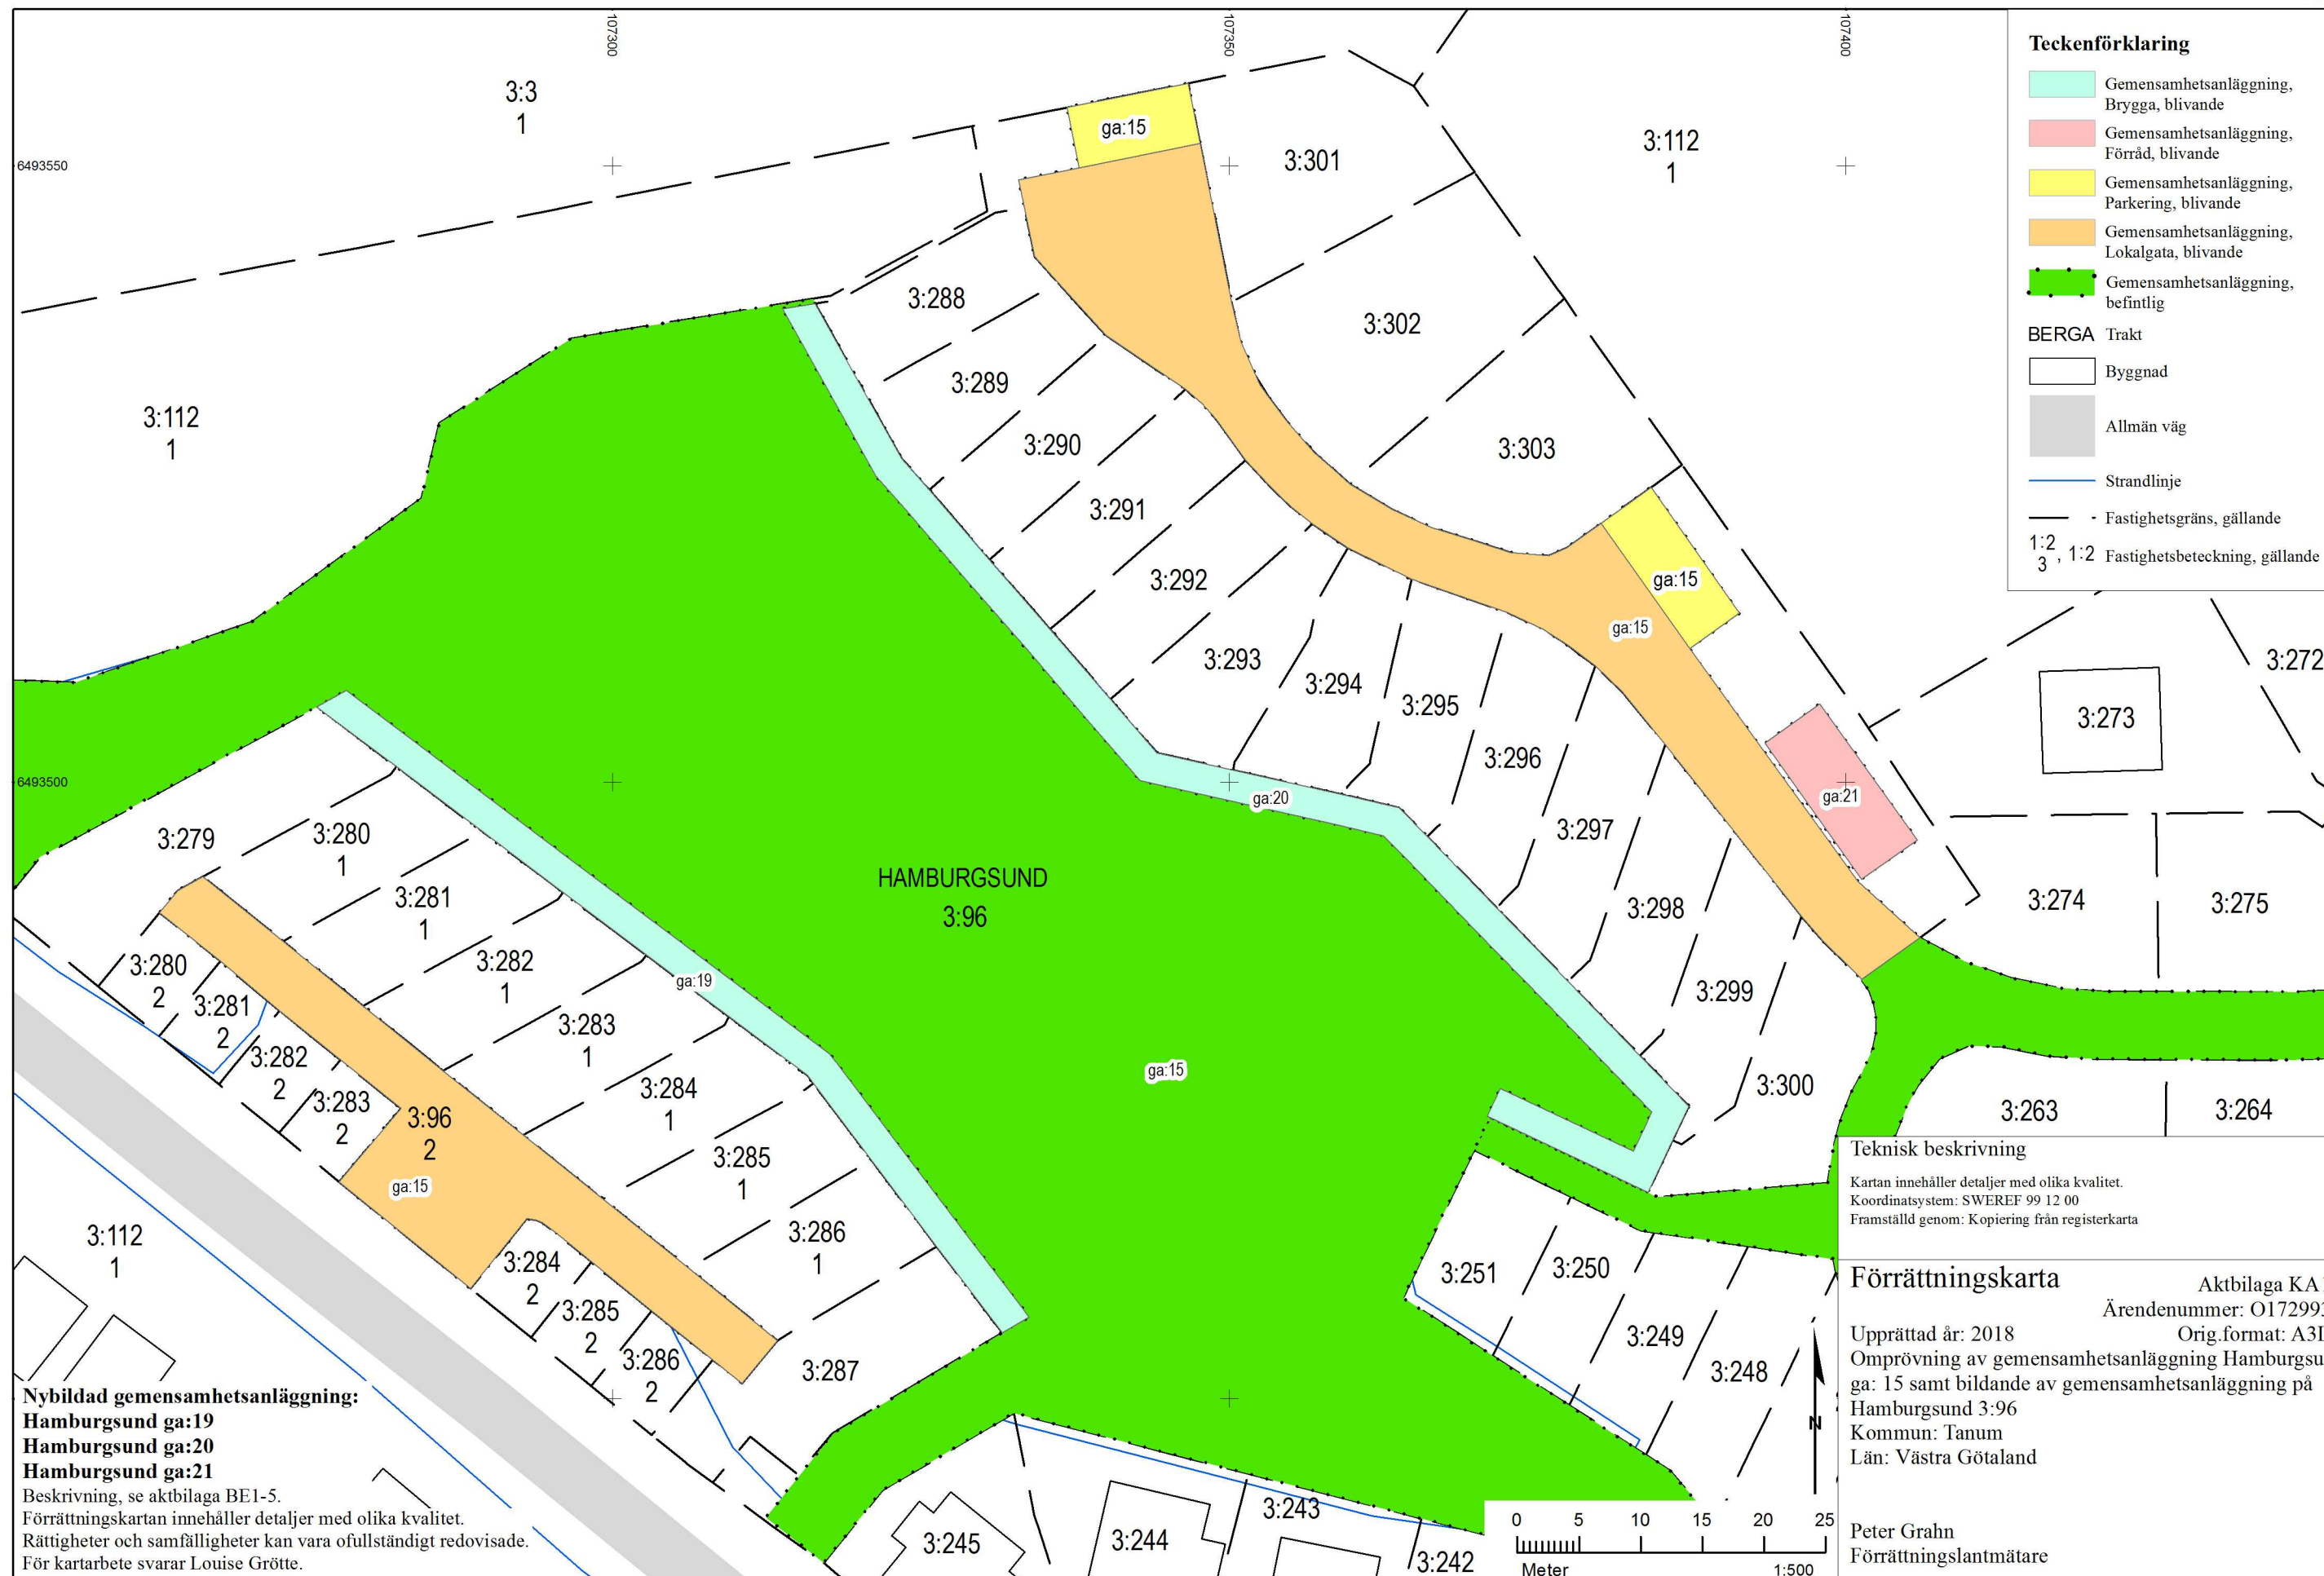 107300
107350
107400
6493550
6493500
3:3
1
ga:15
3:301
3:112
1
3:288
3:302
3:289
3:112
1
3:290
3:303
3:291
3:292
ga:15
ga:15
3:293
3:294
3:295
3:272
3:273
3:296
ga:20
ga:21
3:297
3:279
3:280
1
HAMBURGSUND
3:96
3:281
1
3:298
3:274
3:275
3:282
1
3:280
2
ga:19
3:299
3:281
2
3:283
1
3:282
2
ga:15
3:284
1
3:300
3:283
2
3:96
2
3:263
3:264
3:285
1
ga:15
3:112
1
3:286
1
3:284
2
3:251
3:250
3:285
2
3:249
3:286
2
3:287
3:248
3:243
3:245
3:244
3:242
Teckenförklaring
Gemensamhetsanläggning,
Brygga, blivande
Gemensamhetsanläggning,
Förråd, blivande
Gemensamhetsanläggning,
Parkering, blivande
Gemensamhetsanläggning,
Lokalgata, blivande
Gemensamhetsanläggning,
befintlig
BERGA Trakt
Byggnad
Allmän väg
Strandlinje
Fastighetsgräns, gällande
1:2
3 , 1:2 Fastighetsbeteckning, gällande
Teknisk beskrivning
Kartan innehåller detaljer med olika kvalitet.
Koordinatsystem: SWEREF 99 12 00
Framställd genom: Kopiering från registerkarta
Förrättningskarta
Aktbilaga KA
Ärendenummer: O17299
Upprättad år: 2018
Orig.format: A3
Omprövning av gemensamhetsanläggning Hamburgsu
ga: 15 samt bildande av gemensamhetsanläggning på
Hamburgsund 3:96
Kommun: Tanum
Län: Västra Götaland
N
Peter Grahn
Förrättningslantmätare
0 5 10 15 20 25
Meter 1:500
Nybildad gemensamhetsanläggning:
Hamburgsund ga:19
Hamburgsund ga:20
Hamburgsund ga:21
Beskrivning, se aktbilaga BE1-5.
Förrättningskartan innehåller detaljer med olika kvalitet.
Rättigheter och samfälligheter kan vara ofullständigt redovisade.
För kartarbete svarar Louise Grötte.